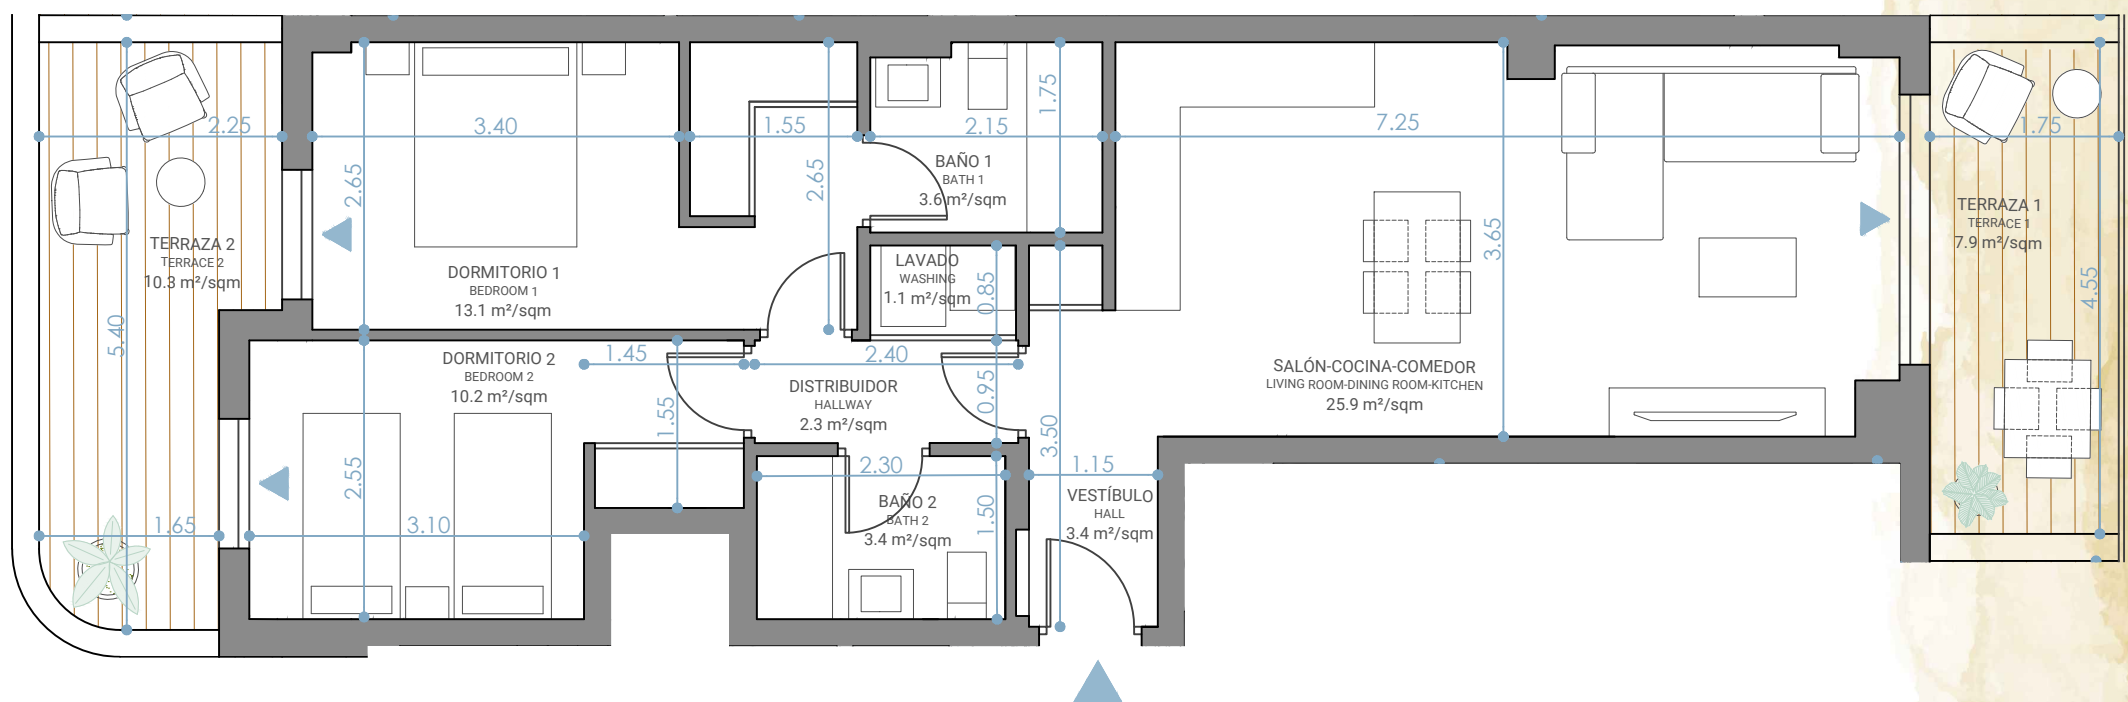 2.25
3.40
1.55
2.15
7.25
1.75
1.75
2.65
2.65
3.65
4.55
5.40
BAÑO 1
BATH 1
3.6 m²/sqm
TERRAZA 1
TERRACE 1
7.9 m²/sqm
TERRAZA 2
TERRACE 2
10.3 m²/sqm
DORMITORIO 1
BEDROOM 1
13.1 m²/sqm
LAVADO
WASHING
1.1 m²/sqm
0.85
DORMITORIO 2
BEDROOM 2
10.2 m²/sqm
1.45
2.40
0.95
DISTRIBUIDOR
HALLWAY
2.3 m²/sqm
SALÓN-COCINA-COMEDOR
LIVING ROOM-DINING ROOM-KITCHEN
25.9 m²/sqm
1.55
3.50
2.55
2.30
1.15
1.50
BAÑO 2
BATH 2
3.4 m²/sqm
VESTÍBULO
HALL
3.4 m²/sqm
1.65
3.10